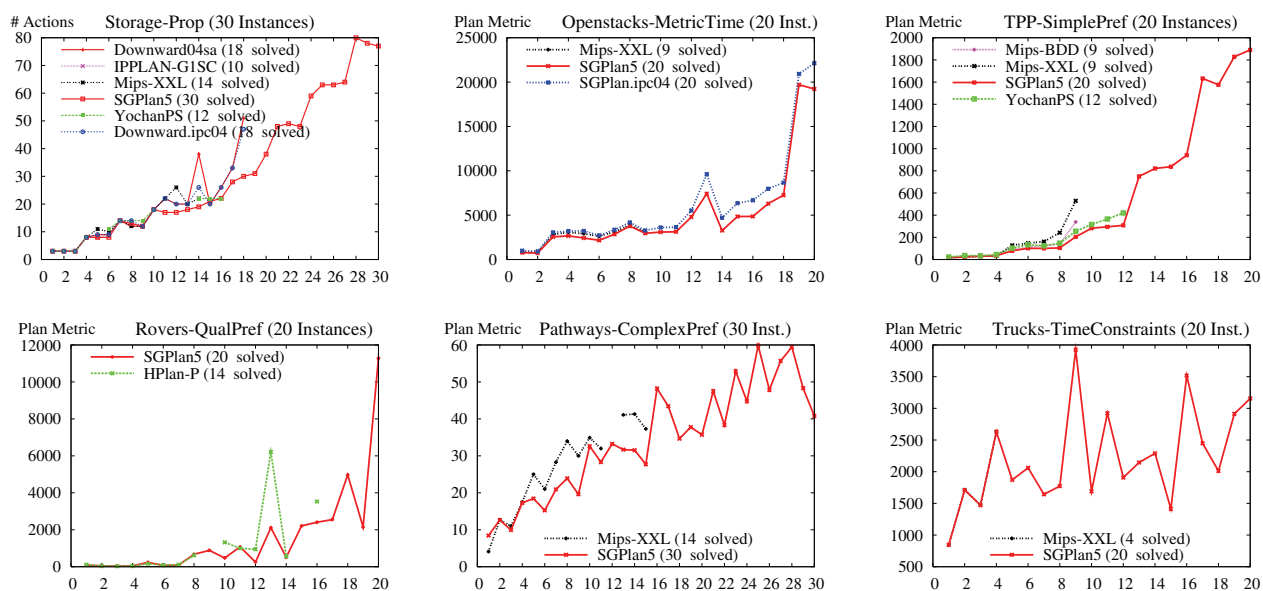 # Actions
Storage-Prop (30 Instances)
80
70
60
50
40
30
20
10
0
Downward04sa (18 solved)
IPPLAN-G1SC (10 solved)
Mips-XXL (14 solved)
SGPlan5 (30 solved)
YochanPS (12 solved)
Downward.ipc04 (18 solved)
0 2 4 6 8 10 12 14 16 18 20 22 24 26 28 30
Plan Metric
Openstacks-MetricTime (20 Inst.)
25000
20000
15000
10000
5000
0
Mips-XXL (9 solved)
SGPlan5 (20 solved)
SGPlan.ipc04 (20 solved)
0 2 4 6 8 10 12 14 16 18 20
Plan Metric
TPP-SimplePref (20 Instances)
2000
1800
1600
1400
1200
1000
800
600
400
200
0
Mips-BDD (9 solved)
Mips-XXL (9 solved)
SGPlan5 (20 solved)
YochanPS (12 solved)
0 2 4 6 8 10 12 14 16 18 20
Plan Metric
Rovers-QualPref (20 Instances)
12000
10000
8000
6000
4000
2000
0
SGPlan5 (20 solved)
HPlan-P (14 solved)
0 2 4 6 8 10 12 14 16 18 20
Plan Metric
Pathways-ComplexPref (30 Inst.)
60
50
40
30
20
10
0
Mips-XXL (14 solved)
SGPlan5 (30 solved)
0 2 4 6 8 10 12 14 16 18 20 22 24 26 28 30
Plan Metric
Trucks-TimeConstraints (20 Inst.)
4000
3500
3000
2500
2000
1500
1000
500
Mips-XXL (4 solved)
SGPlan5 (20 solved)
0 2 4 6 8 10 12 14 16 18 20